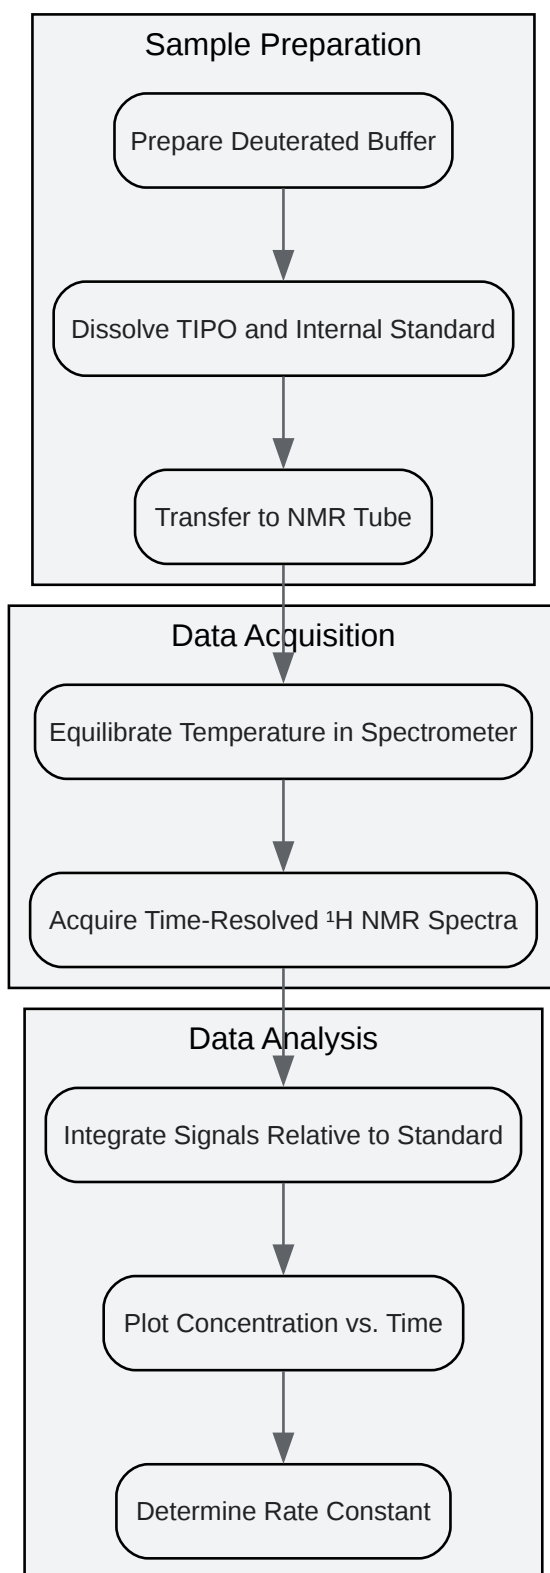 Sample Preparation
Prepare Deuterated Buffer
Dissolve TIPO and Internal Standard
Transfer to NMR Tube
Data Acquisition
Equilibrate Temperature in Spectrometer
Acquire Time-Resolved ¹H NMR Spectra
Data Analysis
Integrate Signals Relative to Standard
Plot Concentration vs. Time
Determine Rate Constant